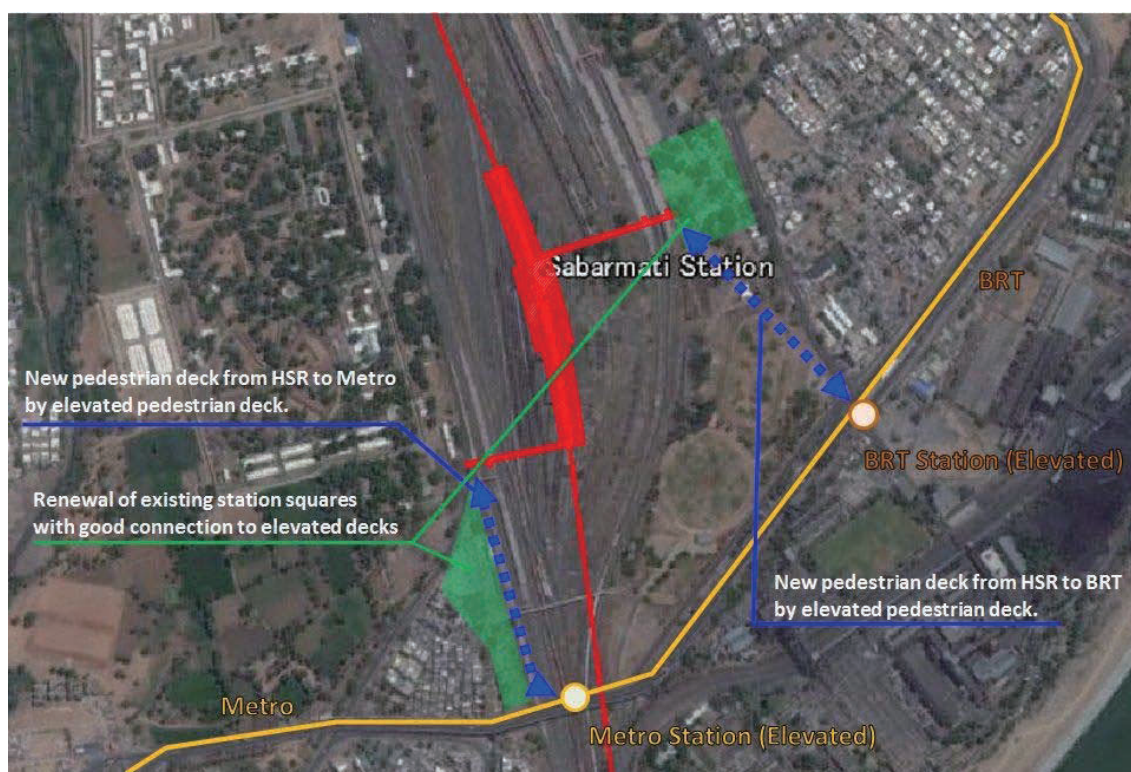 Sabarmati Station
BRT
New pedestrian deck from HSR to Metro
by elevated pedestrian deck.
BRT Station (Elevated)
Renewal of existing station squares
with good connection to elevated decks
New pedestrian deck from HSR to BRT
by elevated pedestrian deck.
Metro
Metro Station (Elevated)